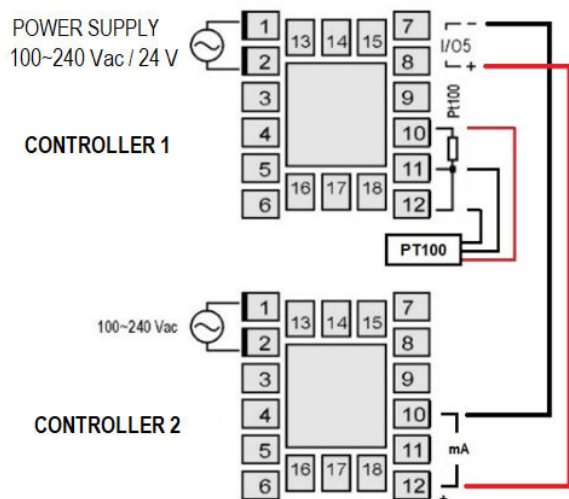 POWER SUPPLY
100~240 Vac / 24 V
1 13 14 15 7 –
I/O5
2 8 +
3 9
Pt100
CONTROLLER 1
4 10
5 11
6 16 17 18 12
PT100
100~240 Vac
1 13 14 15 7
2 8
3 9
CONTROLLER 2
4 10
5 11 mA
6 16 17 18 12 +